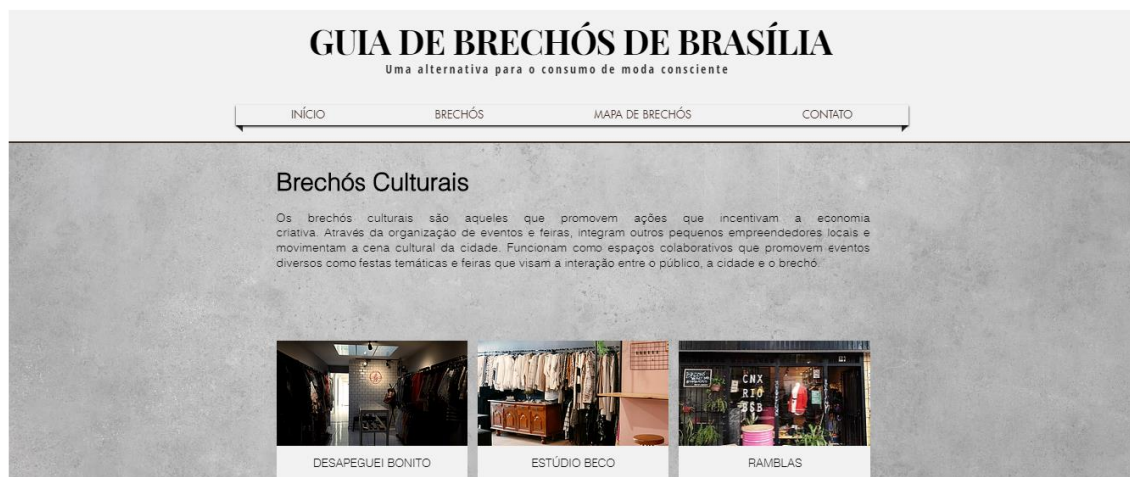 GUIA DE BRECHÓS DE BRASÍLIA
Uma alternativa para o consumo de moda consciente
INÍCIO BRECHÓS MAPA DE BRECHÓS CONTATO
Brechós Culturais
Os brechós culturais são aqueles que promovem ações que incentivam a economia
criativa. Através da organização de eventos e feiras, integram outros pequenos empreendedores locais e
movimentam a cena cultural da cidade. Funcionam como espaços colaborativos que promovem eventos
diversos como festas temáticas e feiras que visam a interação entre o público, a cidade e o brechó.
CNX
RIO
BSB
DESAPEGUEI BONITO ESTÚDIO BECO RAMBLAS